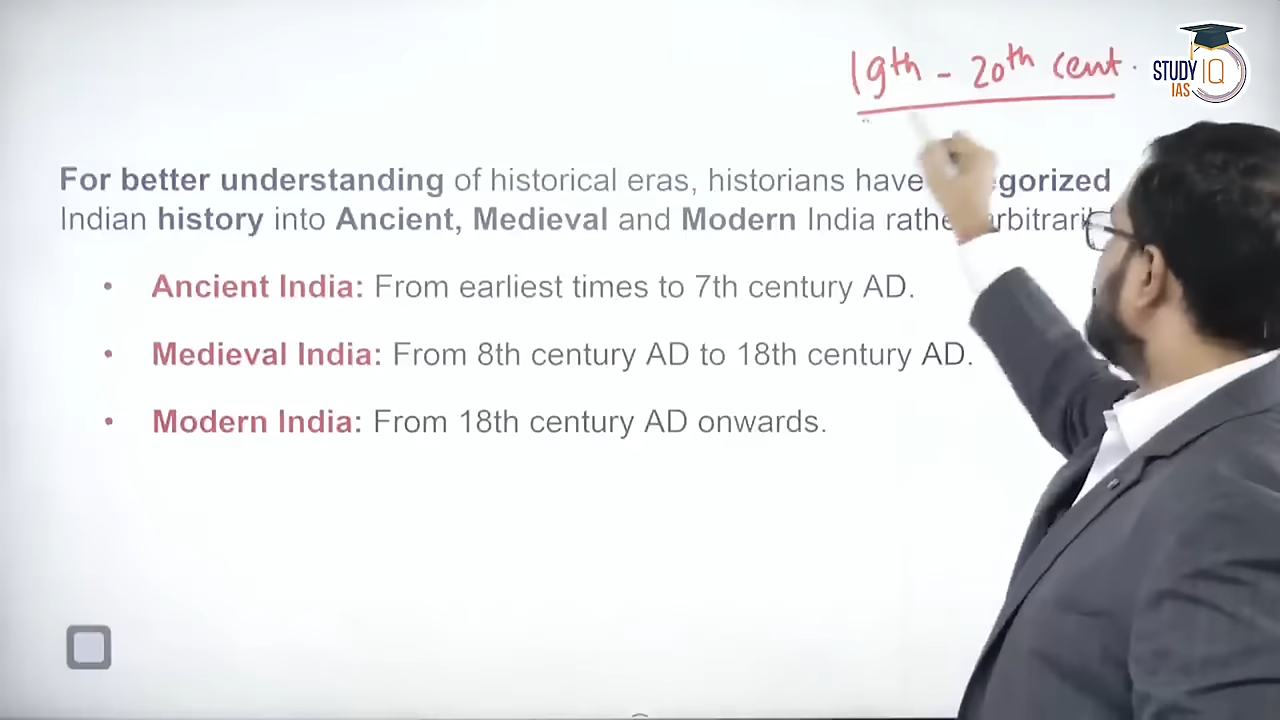 19th - 20th cent.
STUDY IQ
IAS
For better understanding of historical eras, historians have
Indian history into Ancient, Medieval and Modern India
• Ancient India: From earliest times to 7th century AD.
• Medieval India: From 8th century AD to 18th century AD.
• Modern India: From 18th century AD onwards.